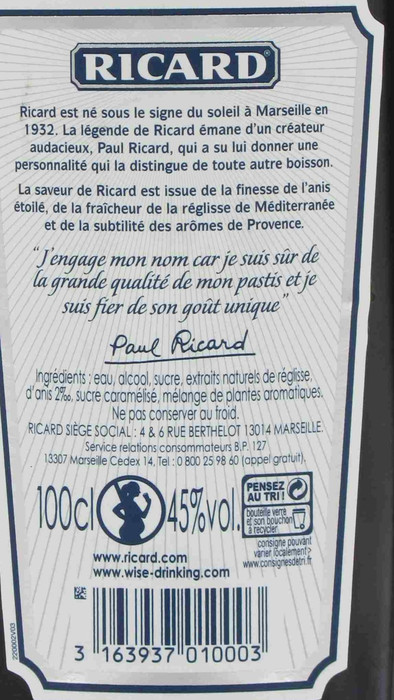 RICARD
Ricard est né sous le signe du soleil à Marseille en
1932. La légende de Ricard émane d'un créateur
audacieux, Paul Ricard, qui a su lui donner une
personnalité qui la distingue de toute autre boisson.
La saveur de Ricard est issue de la finesse de l'anis
étoilé, de la fraîcheur de la réglisse de Méditerranée
et de la subtilité des arômes de Provence.
"J'engage mon nom car je suis sûr de
la grande qualité de mon pastis et je
suis fier de son goût unique"
Paul Ricard
Ingrédients : eau, alcool, sucre, extraits naturels de réglisse,
d'anis 2‰, sucre caramélisé, mélange de plantes aromatiques.
Ne pas conserver au froid.
RICARD SIÈGE SOCIAL : 4 & 6 RUE BERTHELOT 13014 MARSEILLE.
Service relations consommateurs B.P. 127
13307 Marseille Cedex 14, Tel : 0 800 25 98 60 (appel gratuit).
100cl 45%vol.
PENSEZ
AU TRI !
bouteille verre
et son bouchon
à recycler
consigne pouvant
varier localement>
www.consignesdetri.fr
www.ricard.com
www.wise-drinking.com
220002V03
3 163937 010003